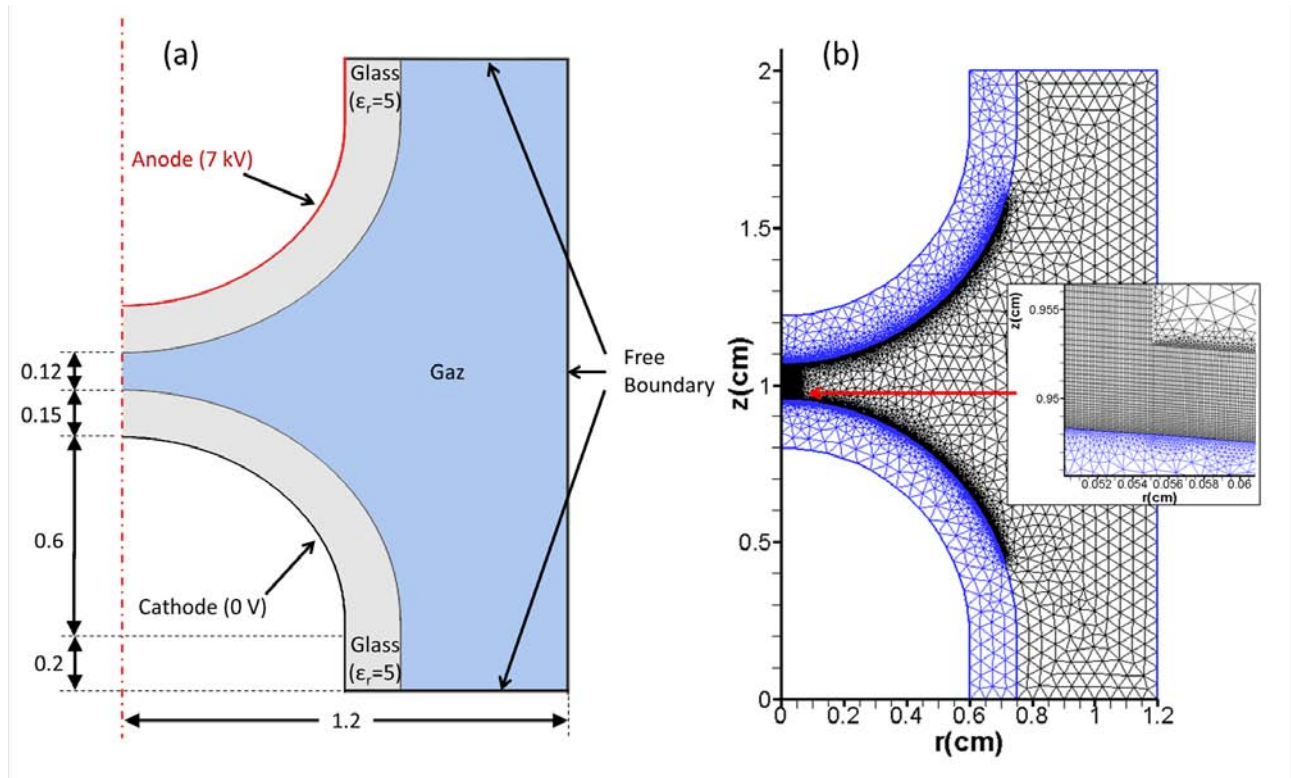 (a)
Glass
(εr=5)
Anode (7 kV)
0.12
0.15
0.6
0.2
Gaz
Free
Boundary
Cathode (0 V)
Glass
(εr=5)
1.2
(b)
2
1.5
1
0.5
0
z(cm)
0
0.2
0.4
0.6
0.8
1
1.2
r(cm)
z(cm)
0.955
0.95
0.052
0.054
0.056
0.058
0.06
r(cm)